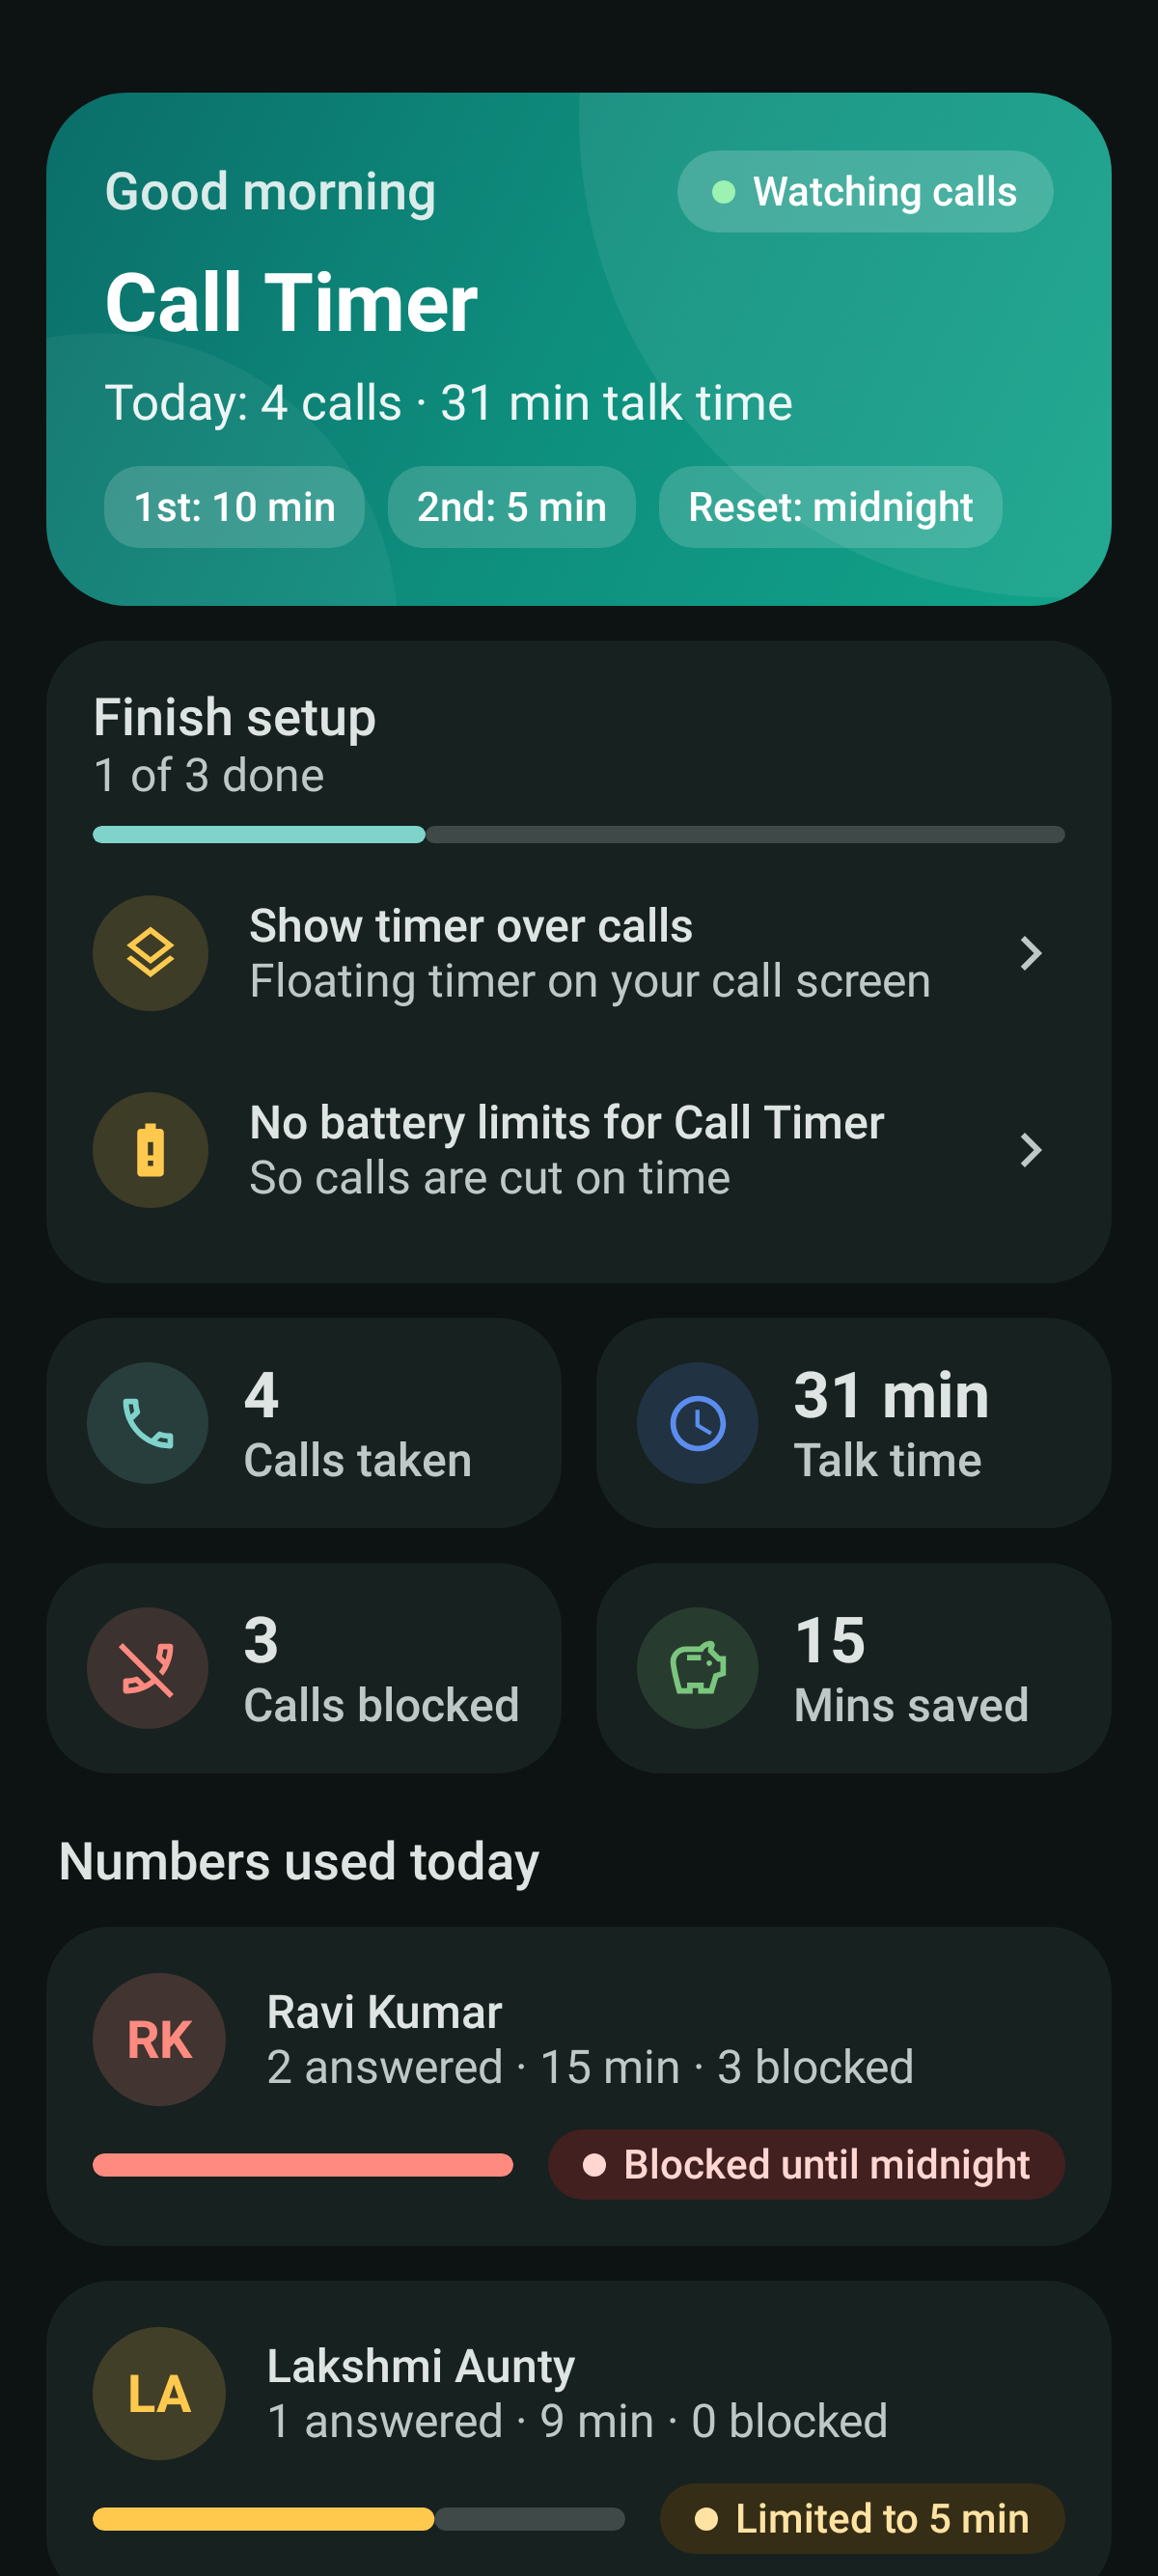 Good morning
Watching calls
Call Timer
Today: 4 calls · 31 min talk time
1st: 10 min
2nd: 5 min
Reset: midnight
Finish setup
1 of 3 done
Show timer over calls
Floating timer on your call screen
No battery limits for Call Timer
So calls are cut on time
4
Calls taken
31 min
Talk time
3
Calls blocked
15
Mins saved
Numbers used today
RK
Ravi Kumar
2 answered · 15 min · 3 blocked
Blocked until midnight
LA
Lakshmi Aunty
1 answered · 9 min · 0 blocked
Limited to 5 min